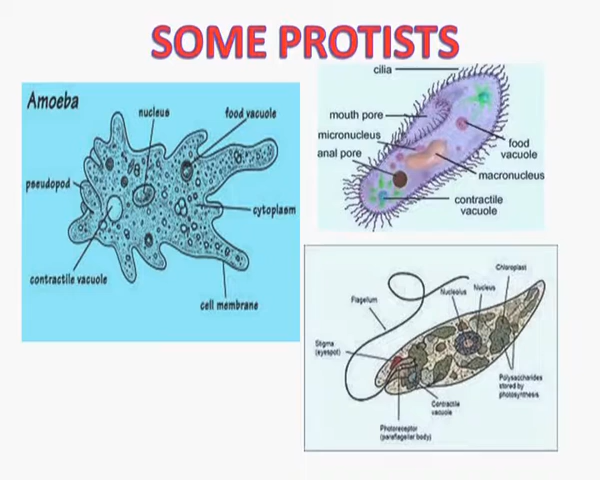 SOME PROTISTS
Amoeba
nucleus
food vacuole
pseudopod
cytoplasm
contractile vacuole
cell membrane
cilia
mouth pore
micronucleus
anal pore
food
vacuole
macronucleus
contractile
vacuole
Chloroplast
Nucleolus
Nucleus
Flagellum
Stigma
(eyespot)
Polysaccharides
stored by
photosynthesis
Contractile
vacuole
Photoreceptor
(paraflagellar body)